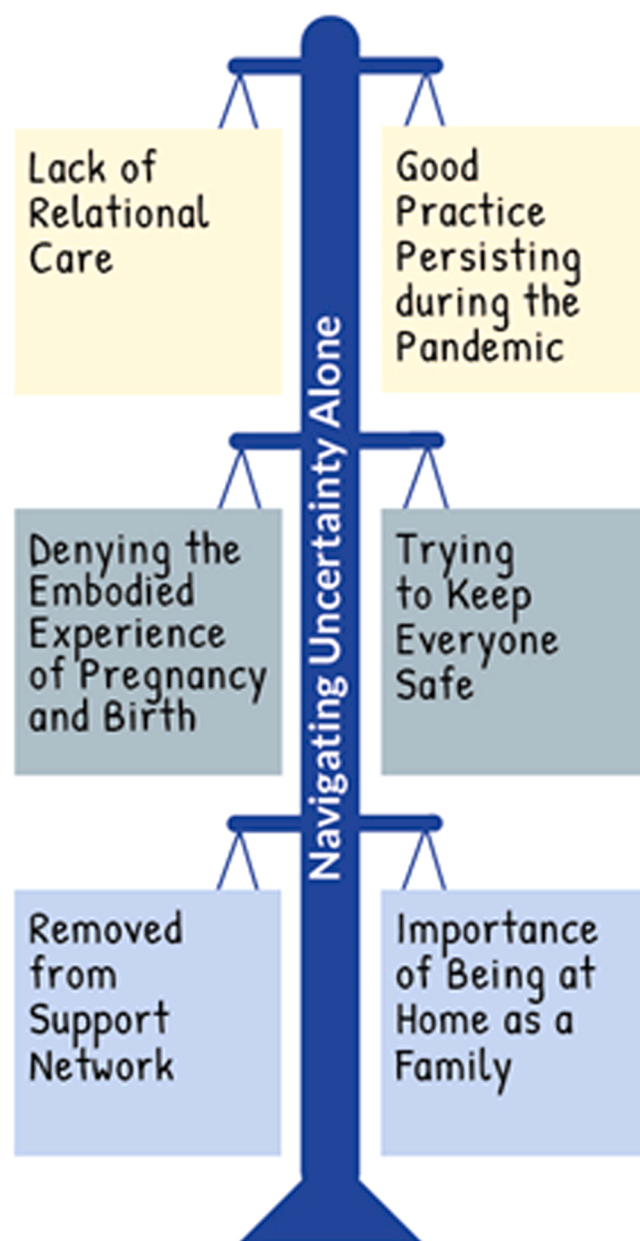 Lack of
Relational
Care
Good
Practice
Persisting
during the
Pandemic
Navigating Uncertainty Alone
Denying the
Embodied
Experience
of Pregnancy
and Birth
Trying
to Keep
Everyone
Safe
Removed
from
Support
Network
Importance
of Being at
Home as a
Family